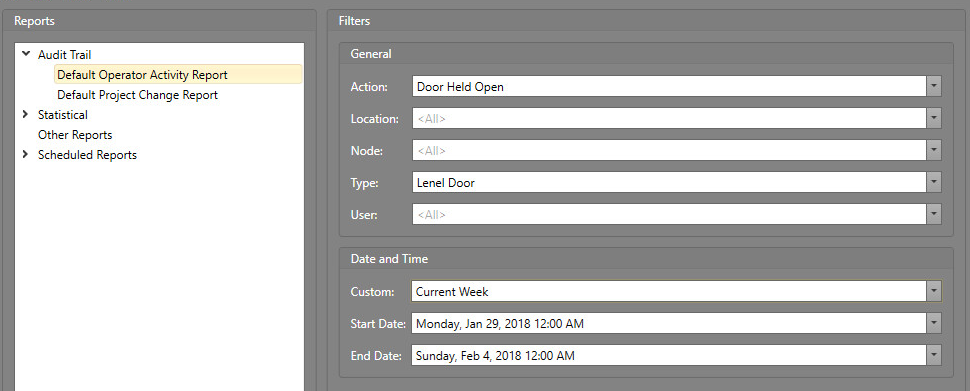 Reports
Audit Trail
Default Operator Activity Report
Default Project Change Report
Statistical
Other Reports
Scheduled Reports
Filters
General
Action: Door Held Open
Location: <All>
Node: <All>
Type: Lenel Door
User: <All>
Date and Time
Custom: Current Week
Start Date: Monday, Jan 29, 2018 12:00 AM
End Date: Sunday, Feb 4, 2018 12:00 AM